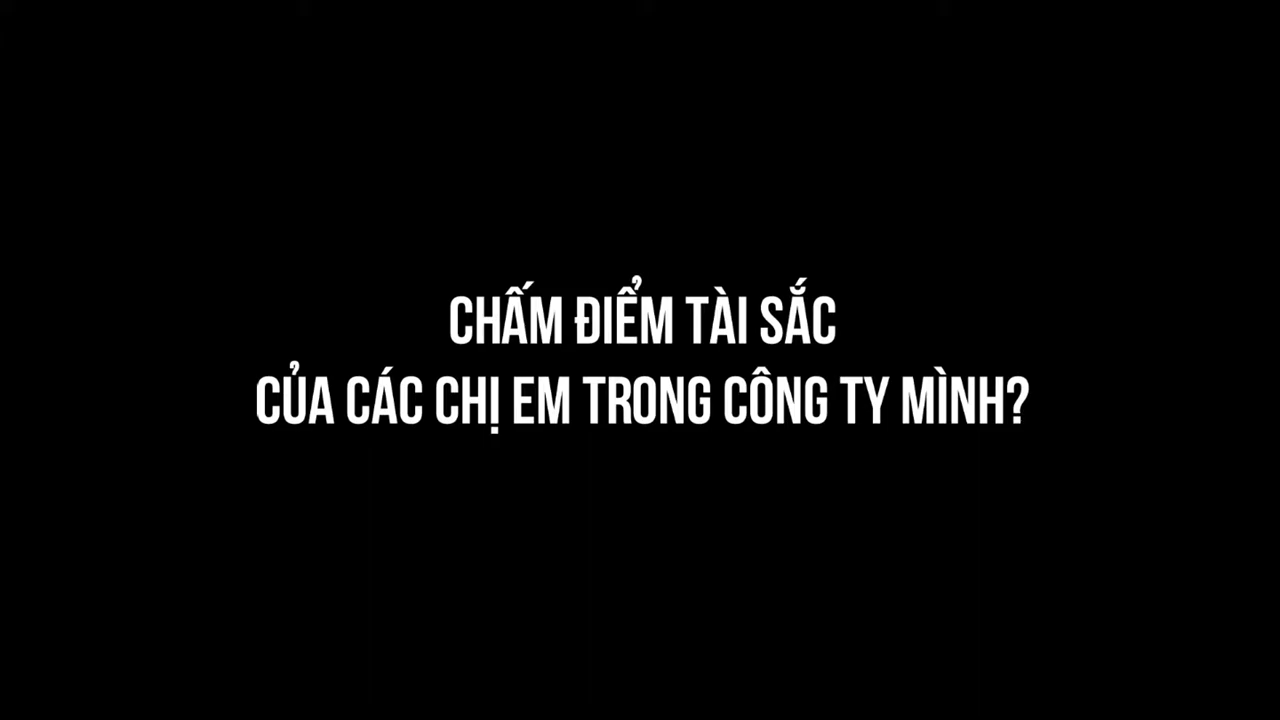 CHẤM ĐIỂM TÀI SẮC
CỦA CÁC CHỊ EM TRONG CÔNG TY MÌNH?